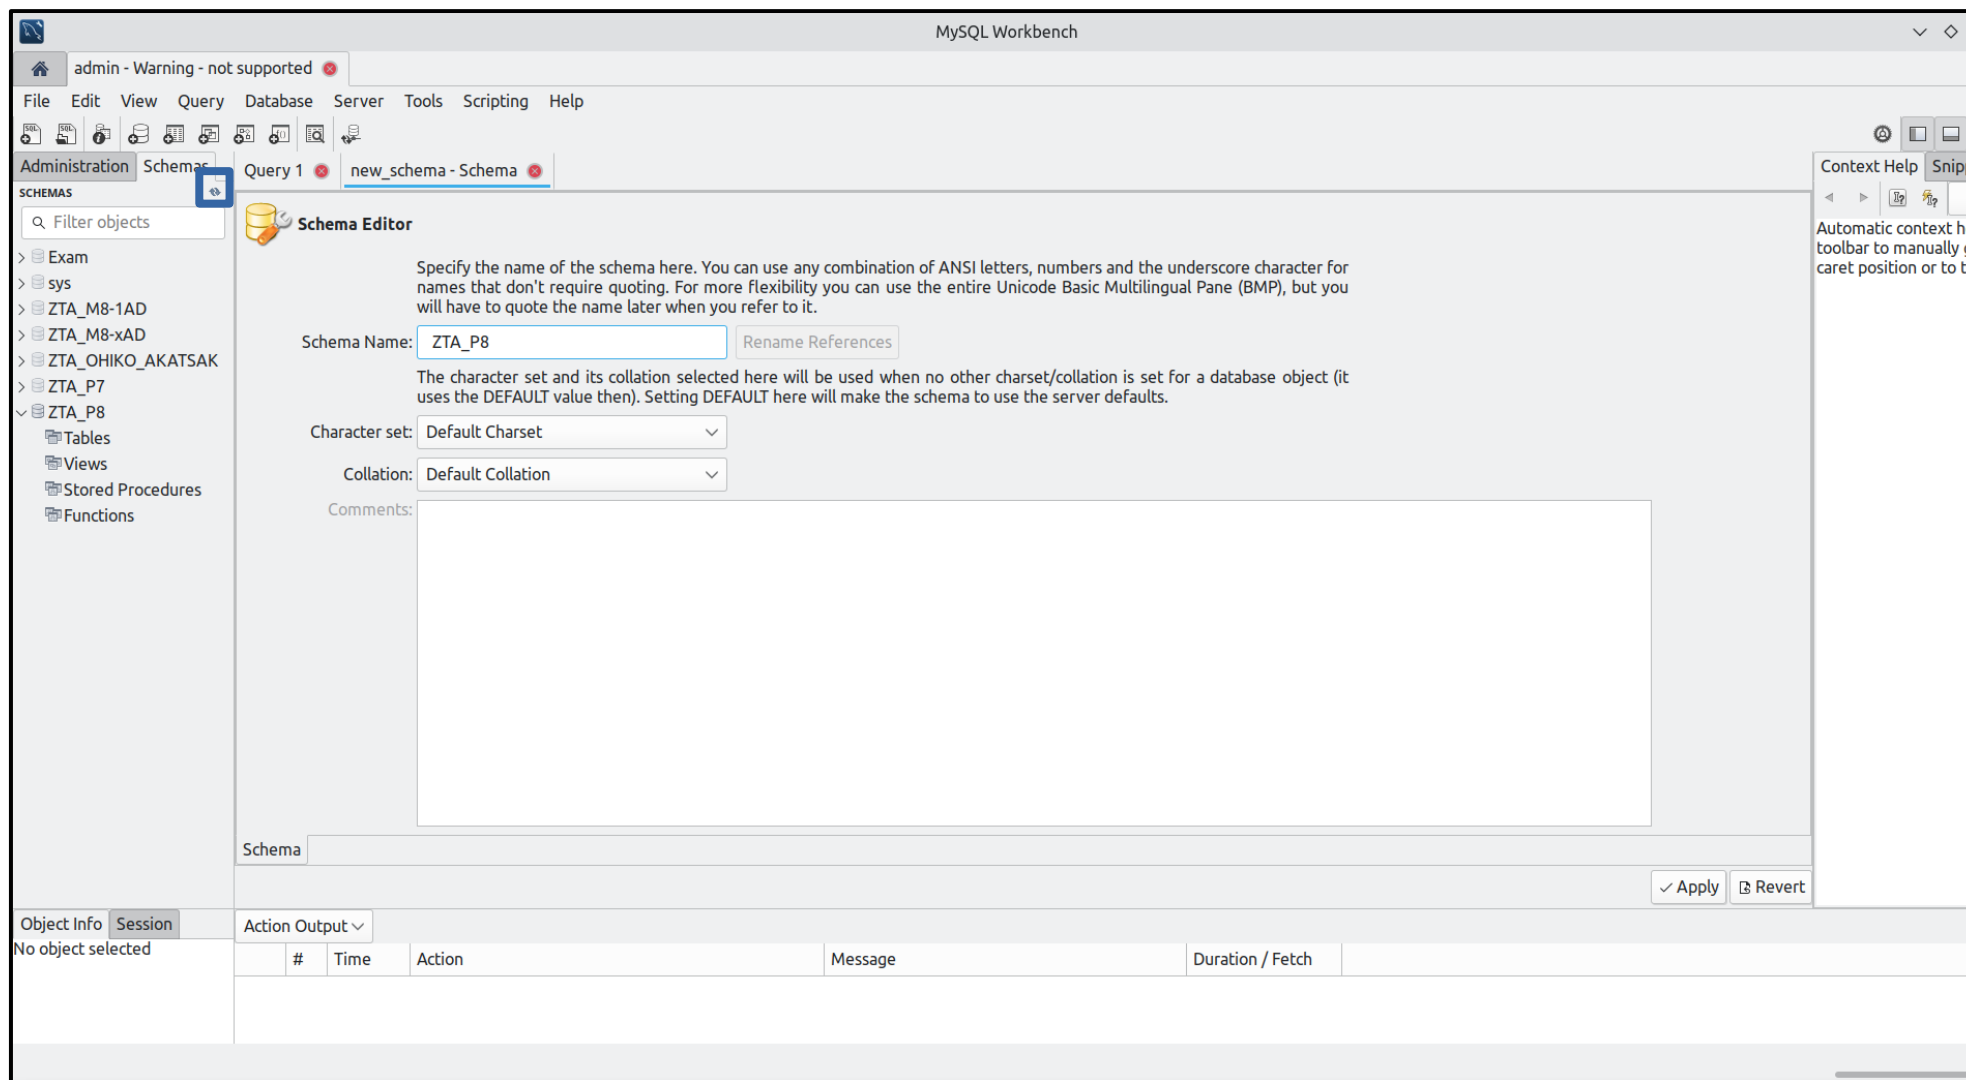 MySQL Workbench
admin - Warning - not supported
File Edit View Query Database Server Tools Scripting Help
Administration Schemas
Query 1 new_schema - Schema
Context Help
SCHEMAS
Filter objects
Schema Editor
Automatic context
toolbar to manually
caret position or to
Exam
sys
ZTA_M8-1AD
ZTA_M8-xAD
ZTA_OHIKO_AKATSAK
ZTA_P7
ZTA_P8
Tables
Views
Stored Procedures
Functions
Specify the name of the schema here. You can use any combination of ANSI letters, numbers and the underscore character for
names that don't require quoting. For more flexibility you can use the entire Unicode Basic Multilingual Pane (BMP), but you
will have to quote the name later when you refer to it.
Schema Name: ZTA_P8 Rename References
The character set and its collation selected here will be used when no other charset/collation is set for a database object (it
uses the DEFAULT value then). Setting DEFAULT here will make the schema to use the server defaults.
Character set: Default Charset
Collation: Default Collation
Comments:
Schema
Apply Revert
Object Info Session
No object selected
Action Output
# Time Action Message Duration / Fetch